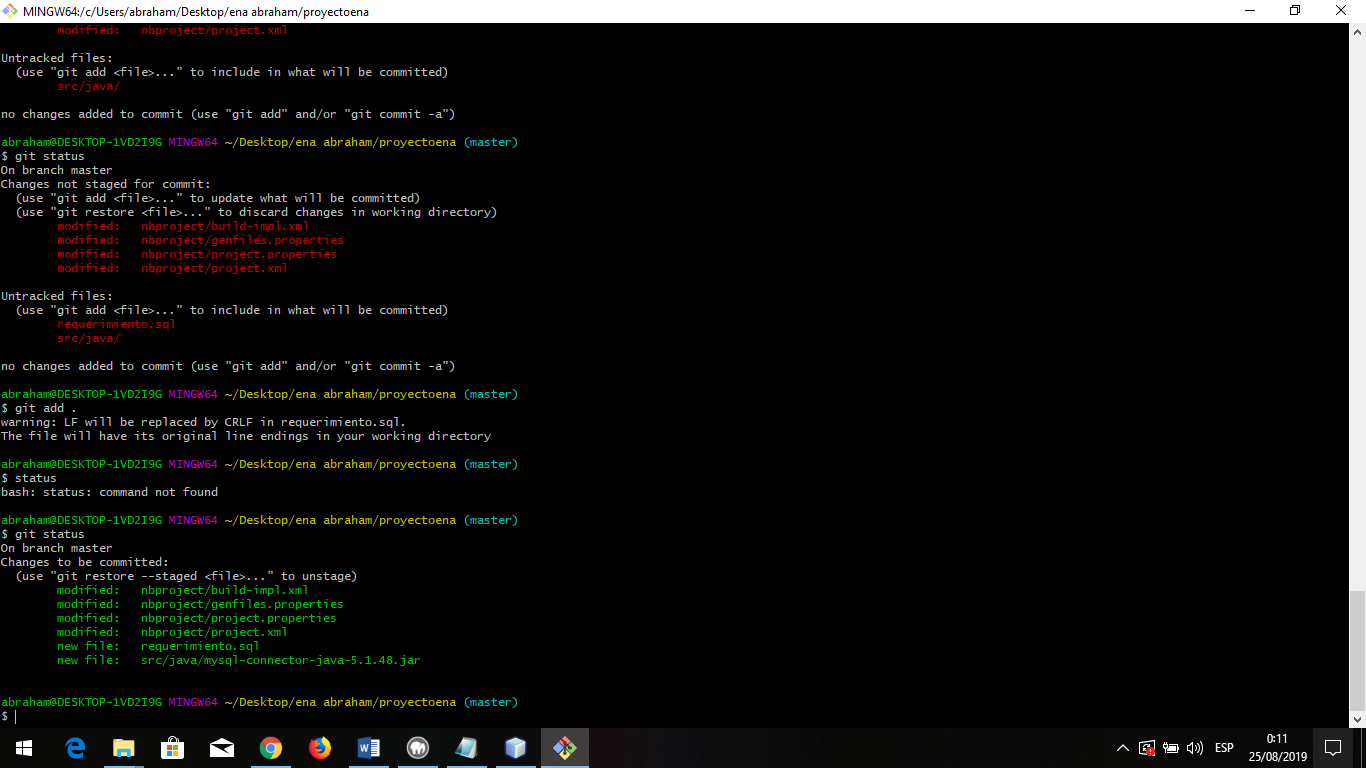 MINGW64:/c/Users/abraham/Desktop/ena abraham/proyectoena
modified: nbproject/project.xml
Untracked files:
(use "git add <file>..." to include in what will be committed)
src/java/
no changes added to commit (use "git add" and/or "git commit -a")
abraham@DESKTOP-1VD2I9G MINGW64 ~/Desktop/ena abraham/proyectoena (master)
$ git status
On branch master
Changes not staged for commit:
(use "git add <file>..." to update what will be committed)
(use "git restore <file>..." to discard changes in working directory)
modified: nbproject/build-impl.xml
modified: nbproject/genfiles.properties
modified: nbproject/project.properties
modified: nbproject/project.xml
Untracked files:
(use "git add <file>..." to include in what will be committed)
requerimiento.sql
src/java/
no changes added to commit (use "git add" and/or "git commit -a")
abraham@DESKTOP-1VD2I9G MINGW64 ~/Desktop/ena abraham/proyectoena (master)
$ git add .
warning: LF will be replaced by CRLF in requerimiento.sql.
The file will have its original line endings in your working directory
abraham@DESKTOP-1VD2I9G MINGW64 ~/Desktop/ena abraham/proyectoena (master)
$ status
bash: status: command not found
abraham@DESKTOP-1VD2I9G MINGW64 ~/Desktop/ena abraham/proyectoena (master)
$ git status
On branch master
Changes to be committed:
(use "git restore --staged <file>..." to unstage)
modified: nbproject/build-impl.xml
modified: nbproject/genfiles.properties
modified: nbproject/project.properties
modified: nbproject/project.xml
new file: requerimiento.sql
new file: src/java/mysql-connector-java-5.1.48.jar
abraham@DESKTOP-1VD2I9G MINGW64 ~/Desktop/ena abraham/proyectoena (master)
$
ESP
0:11
25/08/2019